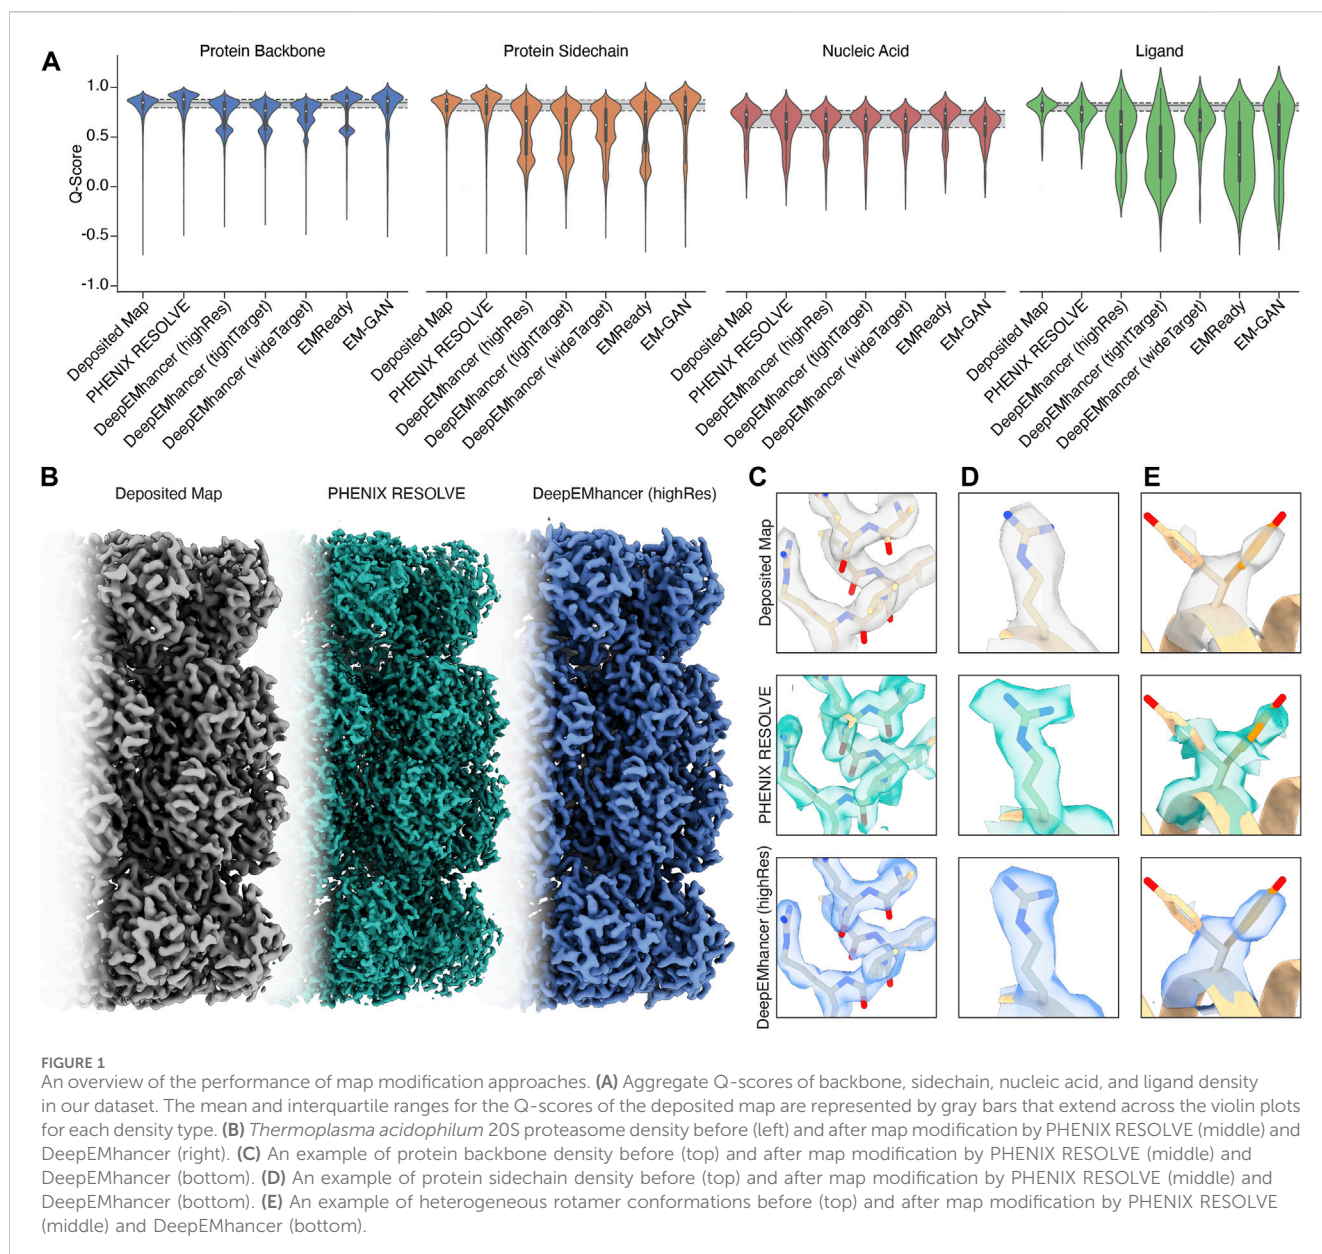 A
Protein Backbone
Protein Sidechain
Nucleic Acid
Ligand
1.0
0.5
0.0
-0.5
-1.0
Q-Score
Deposited Map
PHENIX RESOLVE
DeepEMhancer (highRes)
DeepEMhancer (tightTarget)
DeepEMhancer (wideTarget)
EMReady
EM-GAN
Deposited Map
PHENIX RESOLVE
DeepEMhancer (highRes)
DeepEMhancer (tightTarget)
DeepEMhancer (wideTarget)
EMReady
EM-GAN
Deposited Map
PHENIX RESOLVE
DeepEMhancer (highRes)
DeepEMhancer (tightTarget)
DeepEMhancer (wideTarget)
EMReady
EM-GAN
Deposited Map
PHENIX RESOLVE
DeepEMhancer (highRes)
DeepEMhancer (tightTarget)
DeepEMhancer (wideTarget)
EMReady
EM-GAN
B
Deposited Map
PHENIX RESOLVE
DeepEMhancer (highRes)
C
D
E
Deposited Map
PHENIX RESOLVE
DeepEMhancer (highRes)
FIGURE 1
An overview of the performance of map modification approaches. (A) Aggregate Q-scores of backbone, sidechain, nucleic acid, and ligand density
in our dataset. The mean and interquartile ranges for the Q-scores of the deposited map are represented by gray bars that extend across the violin plots
for each density type. (B) Thermoplasma acidophilum 20S proteasome density before (left) and after map modification by PHENIX RESOLVE (middle) and
DeepEMhancer (right). (C) An example of protein backbone density before (top) and after map modification by PHENIX RESOLVE (middle) and
DeepEMhancer (bottom). (D) An example of protein sidechain density before (top) and after map modification by PHENIX RESOLVE (middle) and
DeepEMhancer (bottom). (E) An example of heterogeneous rotamer conformations before (top) and after map modification by PHENIX RESOLVE
(middle) and DeepEMhancer (bottom).